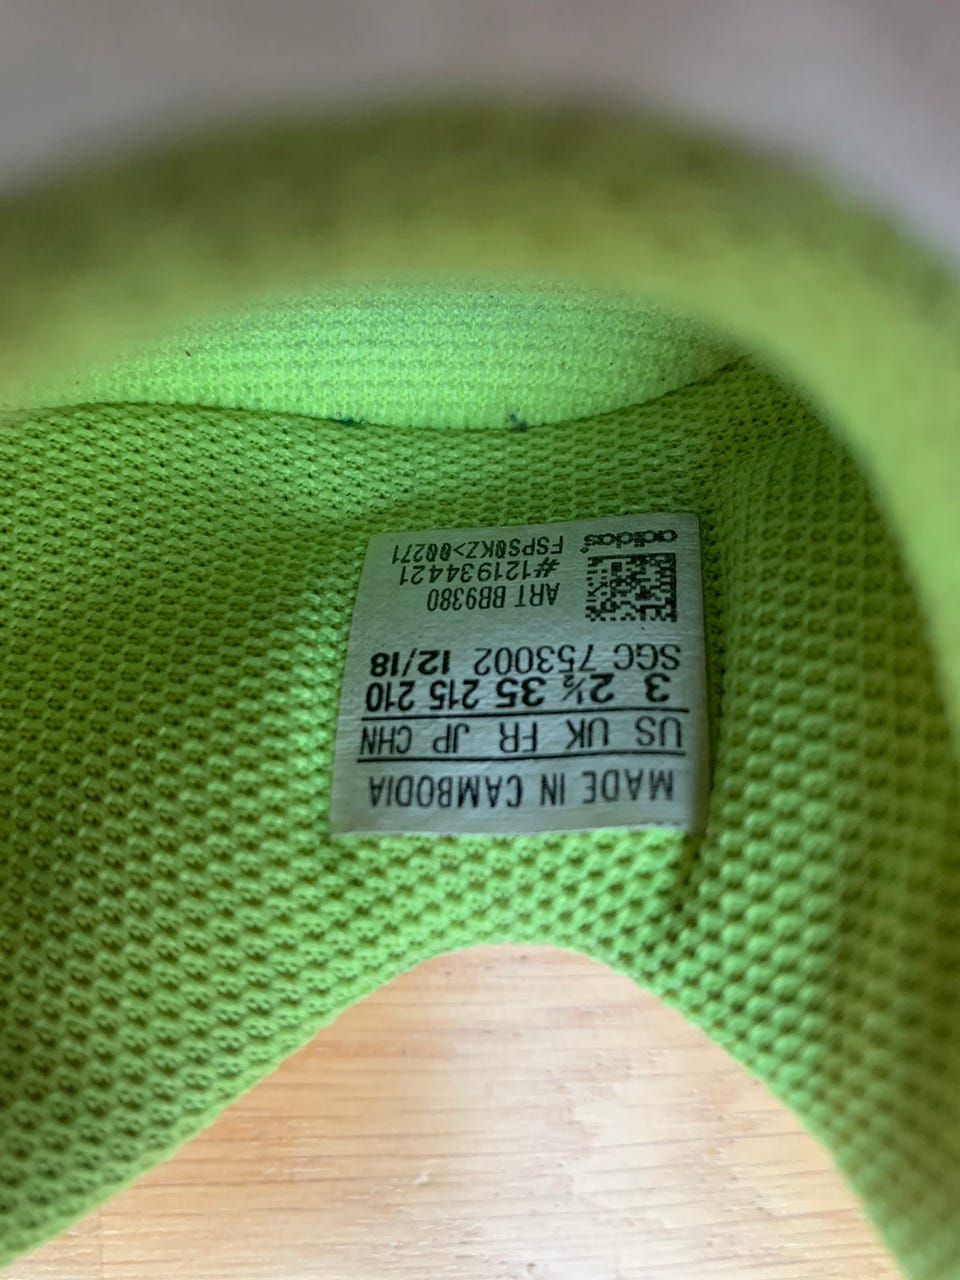 MADE IN CAMBODIA
US UK FR JP CHN
3 2½ 35 215 210
SGC 753002 12/18
ART BB9380
#121934421
FSPS0KZ>00271
adidas